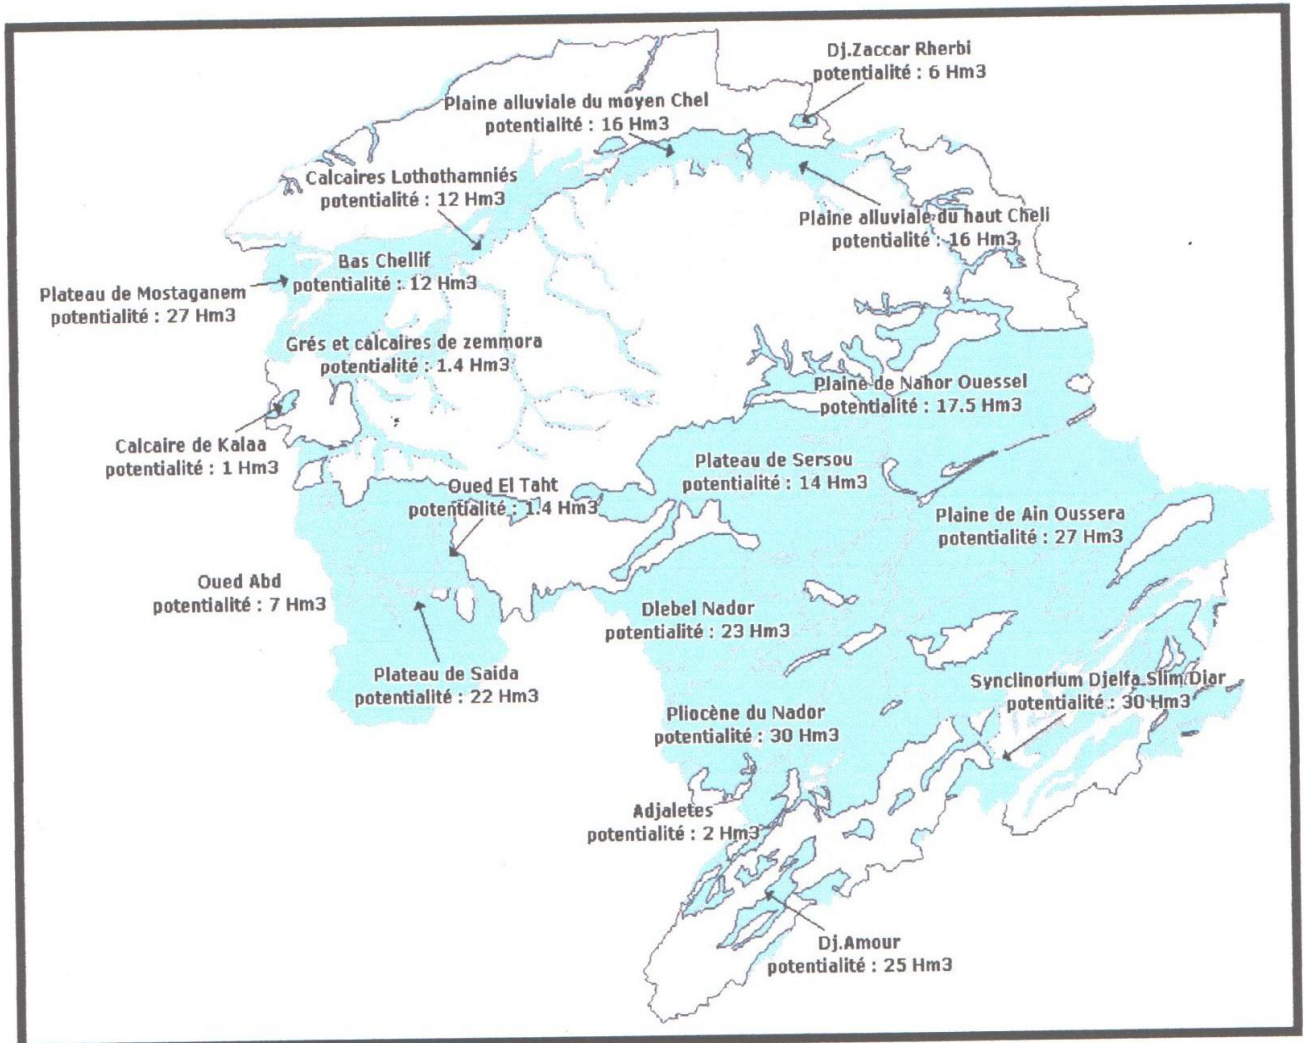 Dj.Zaccar Rherbi
potentialité : 6 Hm3
Plaine alluviale du moyen Chel
potentialité : 16 Hm3
Calcaires Lothothamniés
potentialité : 12 Hm3
Plaine alluviale du haut Cheli
potentialité : 16 Hm3
Bas Chellif
potentialité : 12 Hm3
Plateau de Mostaganem
potentialité : 27 Hm3
Grés et calcaires de zemmora
potentialité : 1.4 Hm3
Plaine de Nahor Ouessel
potentialité : 17.5 Hm3
Calcaire de Kalaa
potentialité : 1 Hm3
Plateau de Sersou
potentialité : 14 Hm3
Oued El Taht
potentialité : 1.4 Hm3
Plaine de Ain Oussera
potentialité : 27 Hm3
Oued Abd
potentialité : 7 Hm3
Dlebel Nador
potentialité : 23 Hm3
Plateau de Saida
potentialité : 22 Hm3
Synclinorium Djelfa.Slim/Diar
potentialité : 30 Hm3
Pliocène du Nador
potentialité : 30 Hm3
Adjaletes
potentialité : 2 Hm3
Dj.Amour
potentialité : 25 Hm3